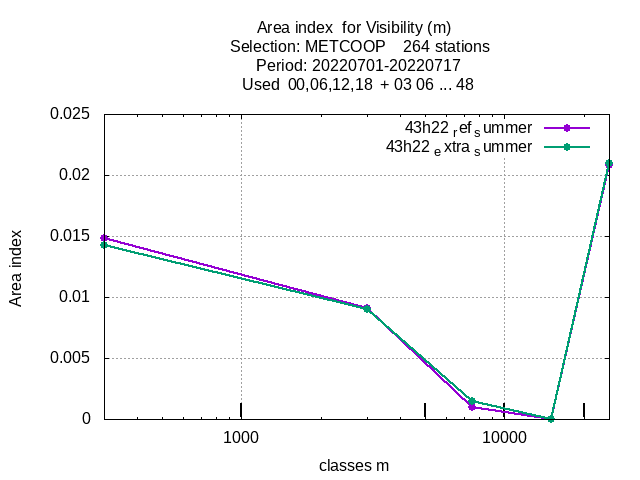 Area index  for Visibility (m)
Selection: METCOOP    264 stations
Period: 20220701-20220717
Used  00,06,12,18  + 03 06 ... 48
0.025
43h22 ref summer
43h22 extra summer
0.02
0.015
0.01
0.005
0
Area index
1000
10000
classes m